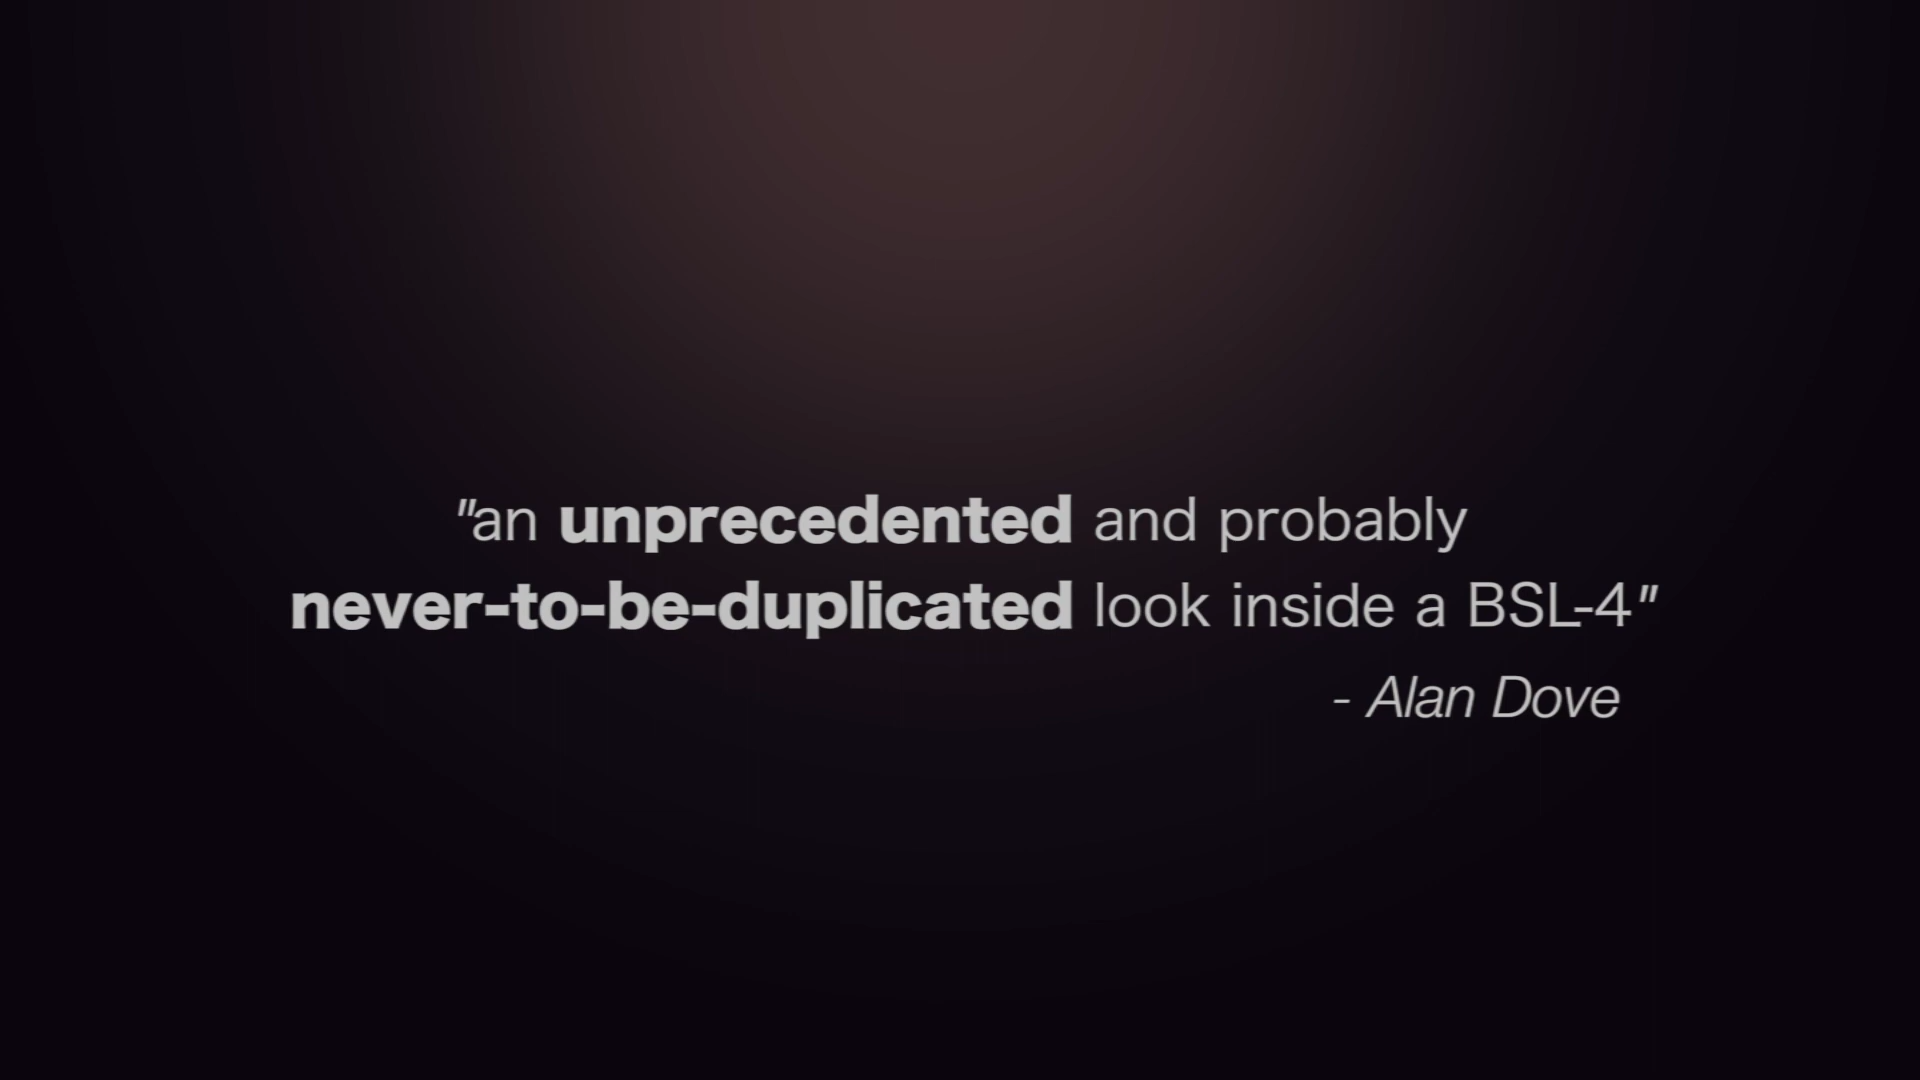 "an unprecedented and probably
never-to-be-duplicated look inside a BSL-4"
- Alan Dove